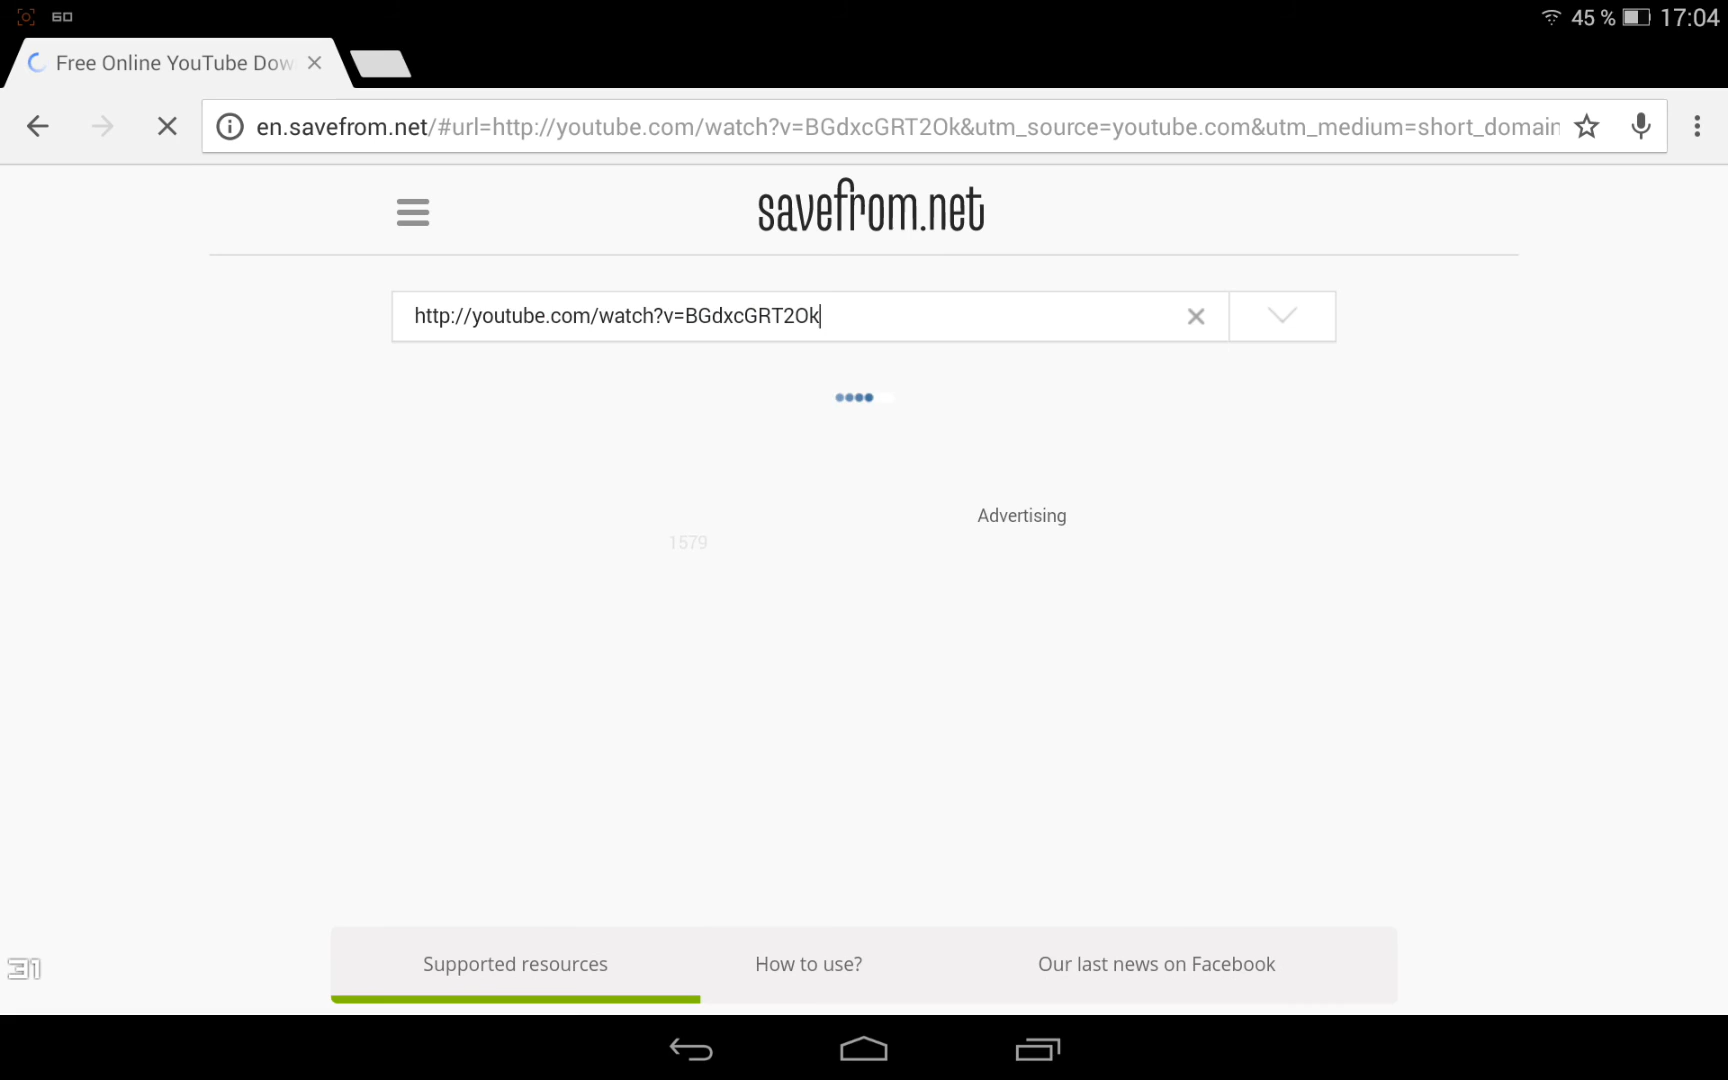 60
45 % 17:04
Free Online YouTube Dow
en.savefrom.net/#url=http://youtube.com/watch?v=BGdxcGRT2Ok&utm_source=youtube.com&utm_medium=short_domain
savefrom.net
http://youtube.com/watch?v=BGdxcGRT2Ok
Advertising
1579
Supported resources How to use? Our last news on Facebook
31